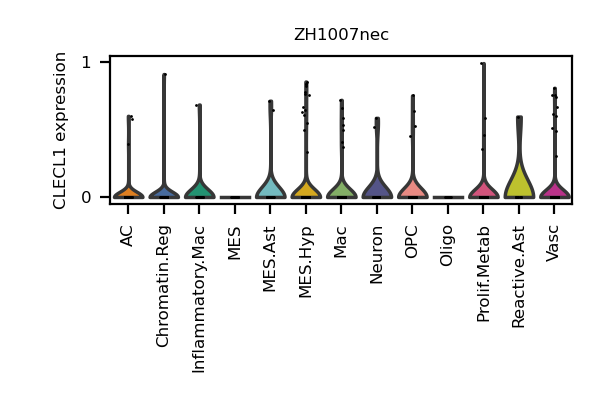 ZH1007nec
CLECL1 expression
1
0
AC
Chromatin.Reg
Inflammatory.Mac
MES
MES.Ast
MES.Hyp
Mac
Neuron
OPC
Oligo
Prolif.Metab
Reactive.Ast
Vasc